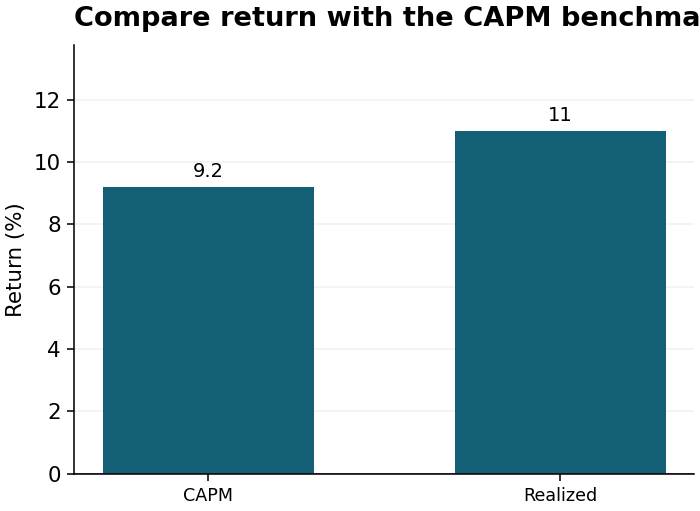 Compare return with the CAPM benchma
Return (%)
12
10
8
6
4
2
0
9.2
11
CAPM
Realized